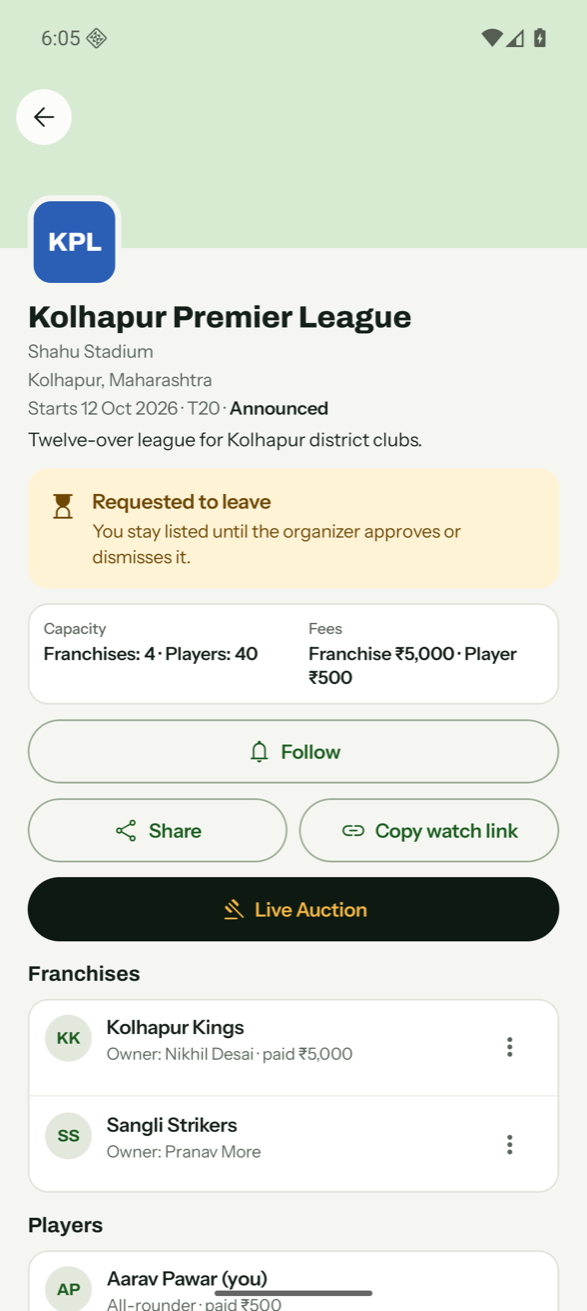 6:05
KPL
Kolhapur Premier League
Shahu Stadium
Kolhapur, Maharashtra
Starts 12 Oct 2026 · T20 · Announced
Twelve-over league for Kolhapur district clubs.
Requested to leave
You stay listed until the organizer approves or
dismisses it.
Capacity
Franchises: 4 · Players: 40
Fees
Franchise ₹5,000 · Player
₹500
Follow
Share
Copy watch link
Live Auction
Franchises
KK
Kolhapur Kings
Owner: Nikhil Desai · paid ₹5,000
SS
Sangli Strikers
Owner: Pranav More
Players
AP
Aarav Pawar (you)
All-rounder · paid ₹500